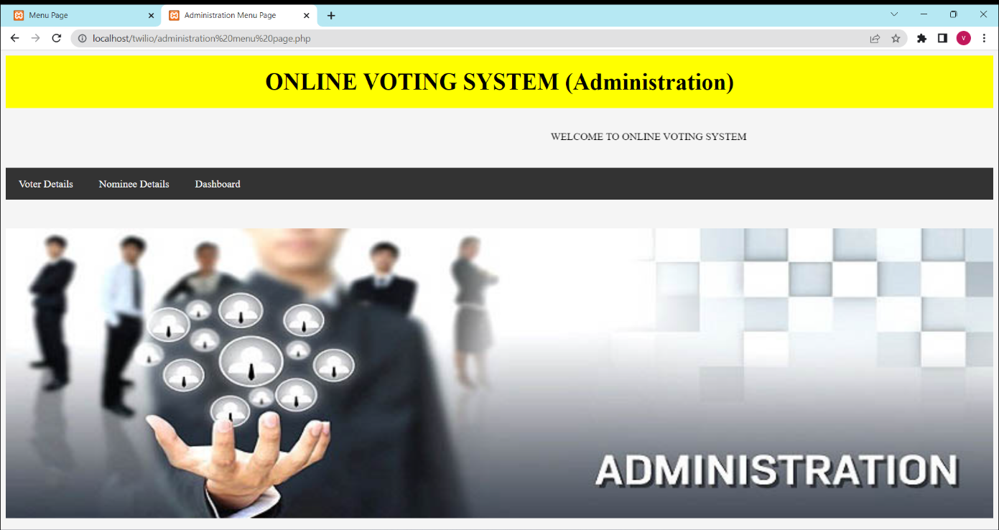 Menu Page
Administration Menu Page
localhost/twilio/administration%20menu%20page.php
V
ONLINE VOTING SYSTEM (Administration)
WELCOME TO ONLINE VOTING SYSTEM
Voter Details Nominee Details Dashboard
ADMINISTRATION